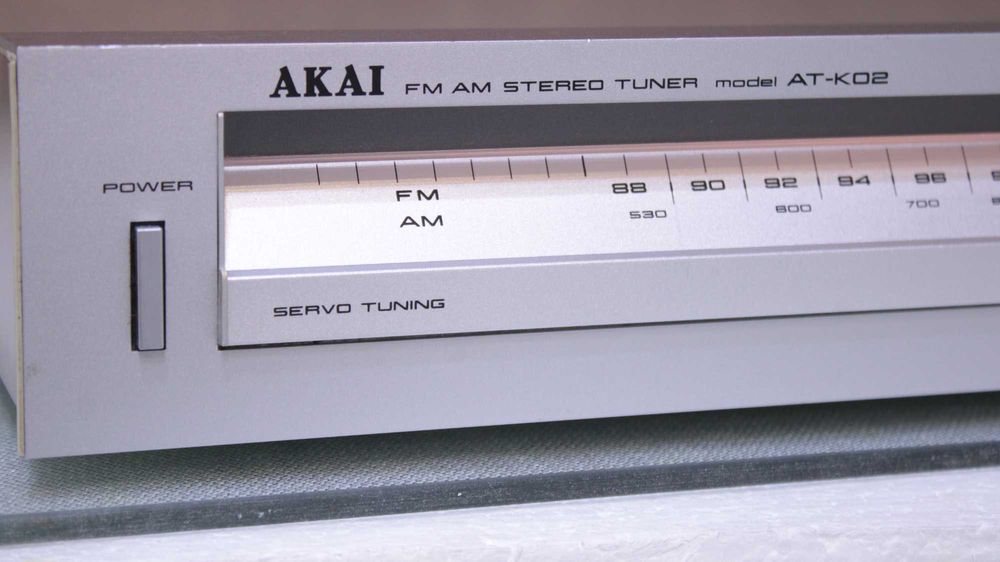 AKAI FM AM STEREO TUNER model AT-K02
POWER
FM 88 90 92 94 96
AM 530 600 700
SERVO TUNING